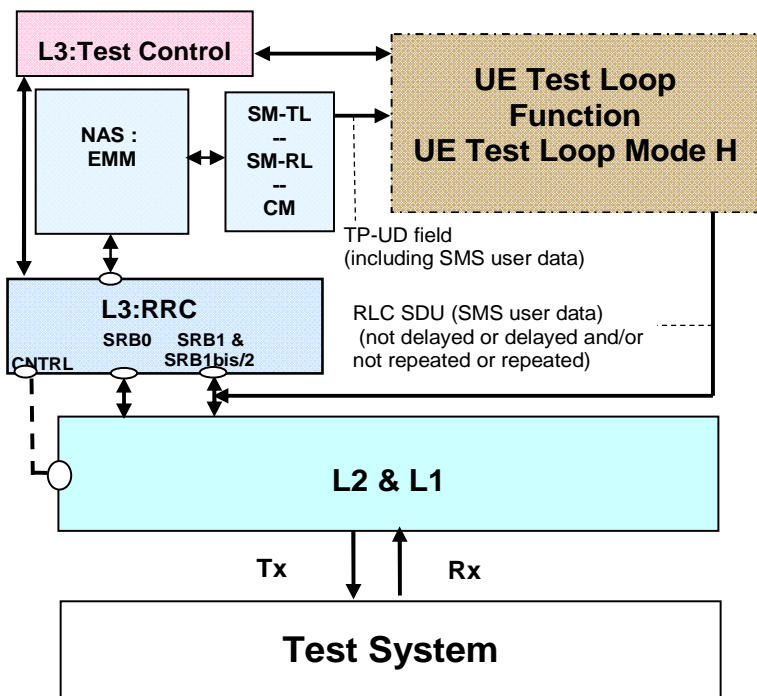 L3:Test Control
UE Test Loop
Function
UE Test Loop Mode H
NAS :
EMM
SM-TL
--
SM-RL
--
CM
TP-UD field
(including SMS user data)
L3:RRC
SRB0
SRB1 &
SRB1bis/2
CNTRL
RLC SDU (SMS user data)
(not delayed or delayed and/or
not repeated or repeated)
L2 & L1
Tx
Rx
Test System